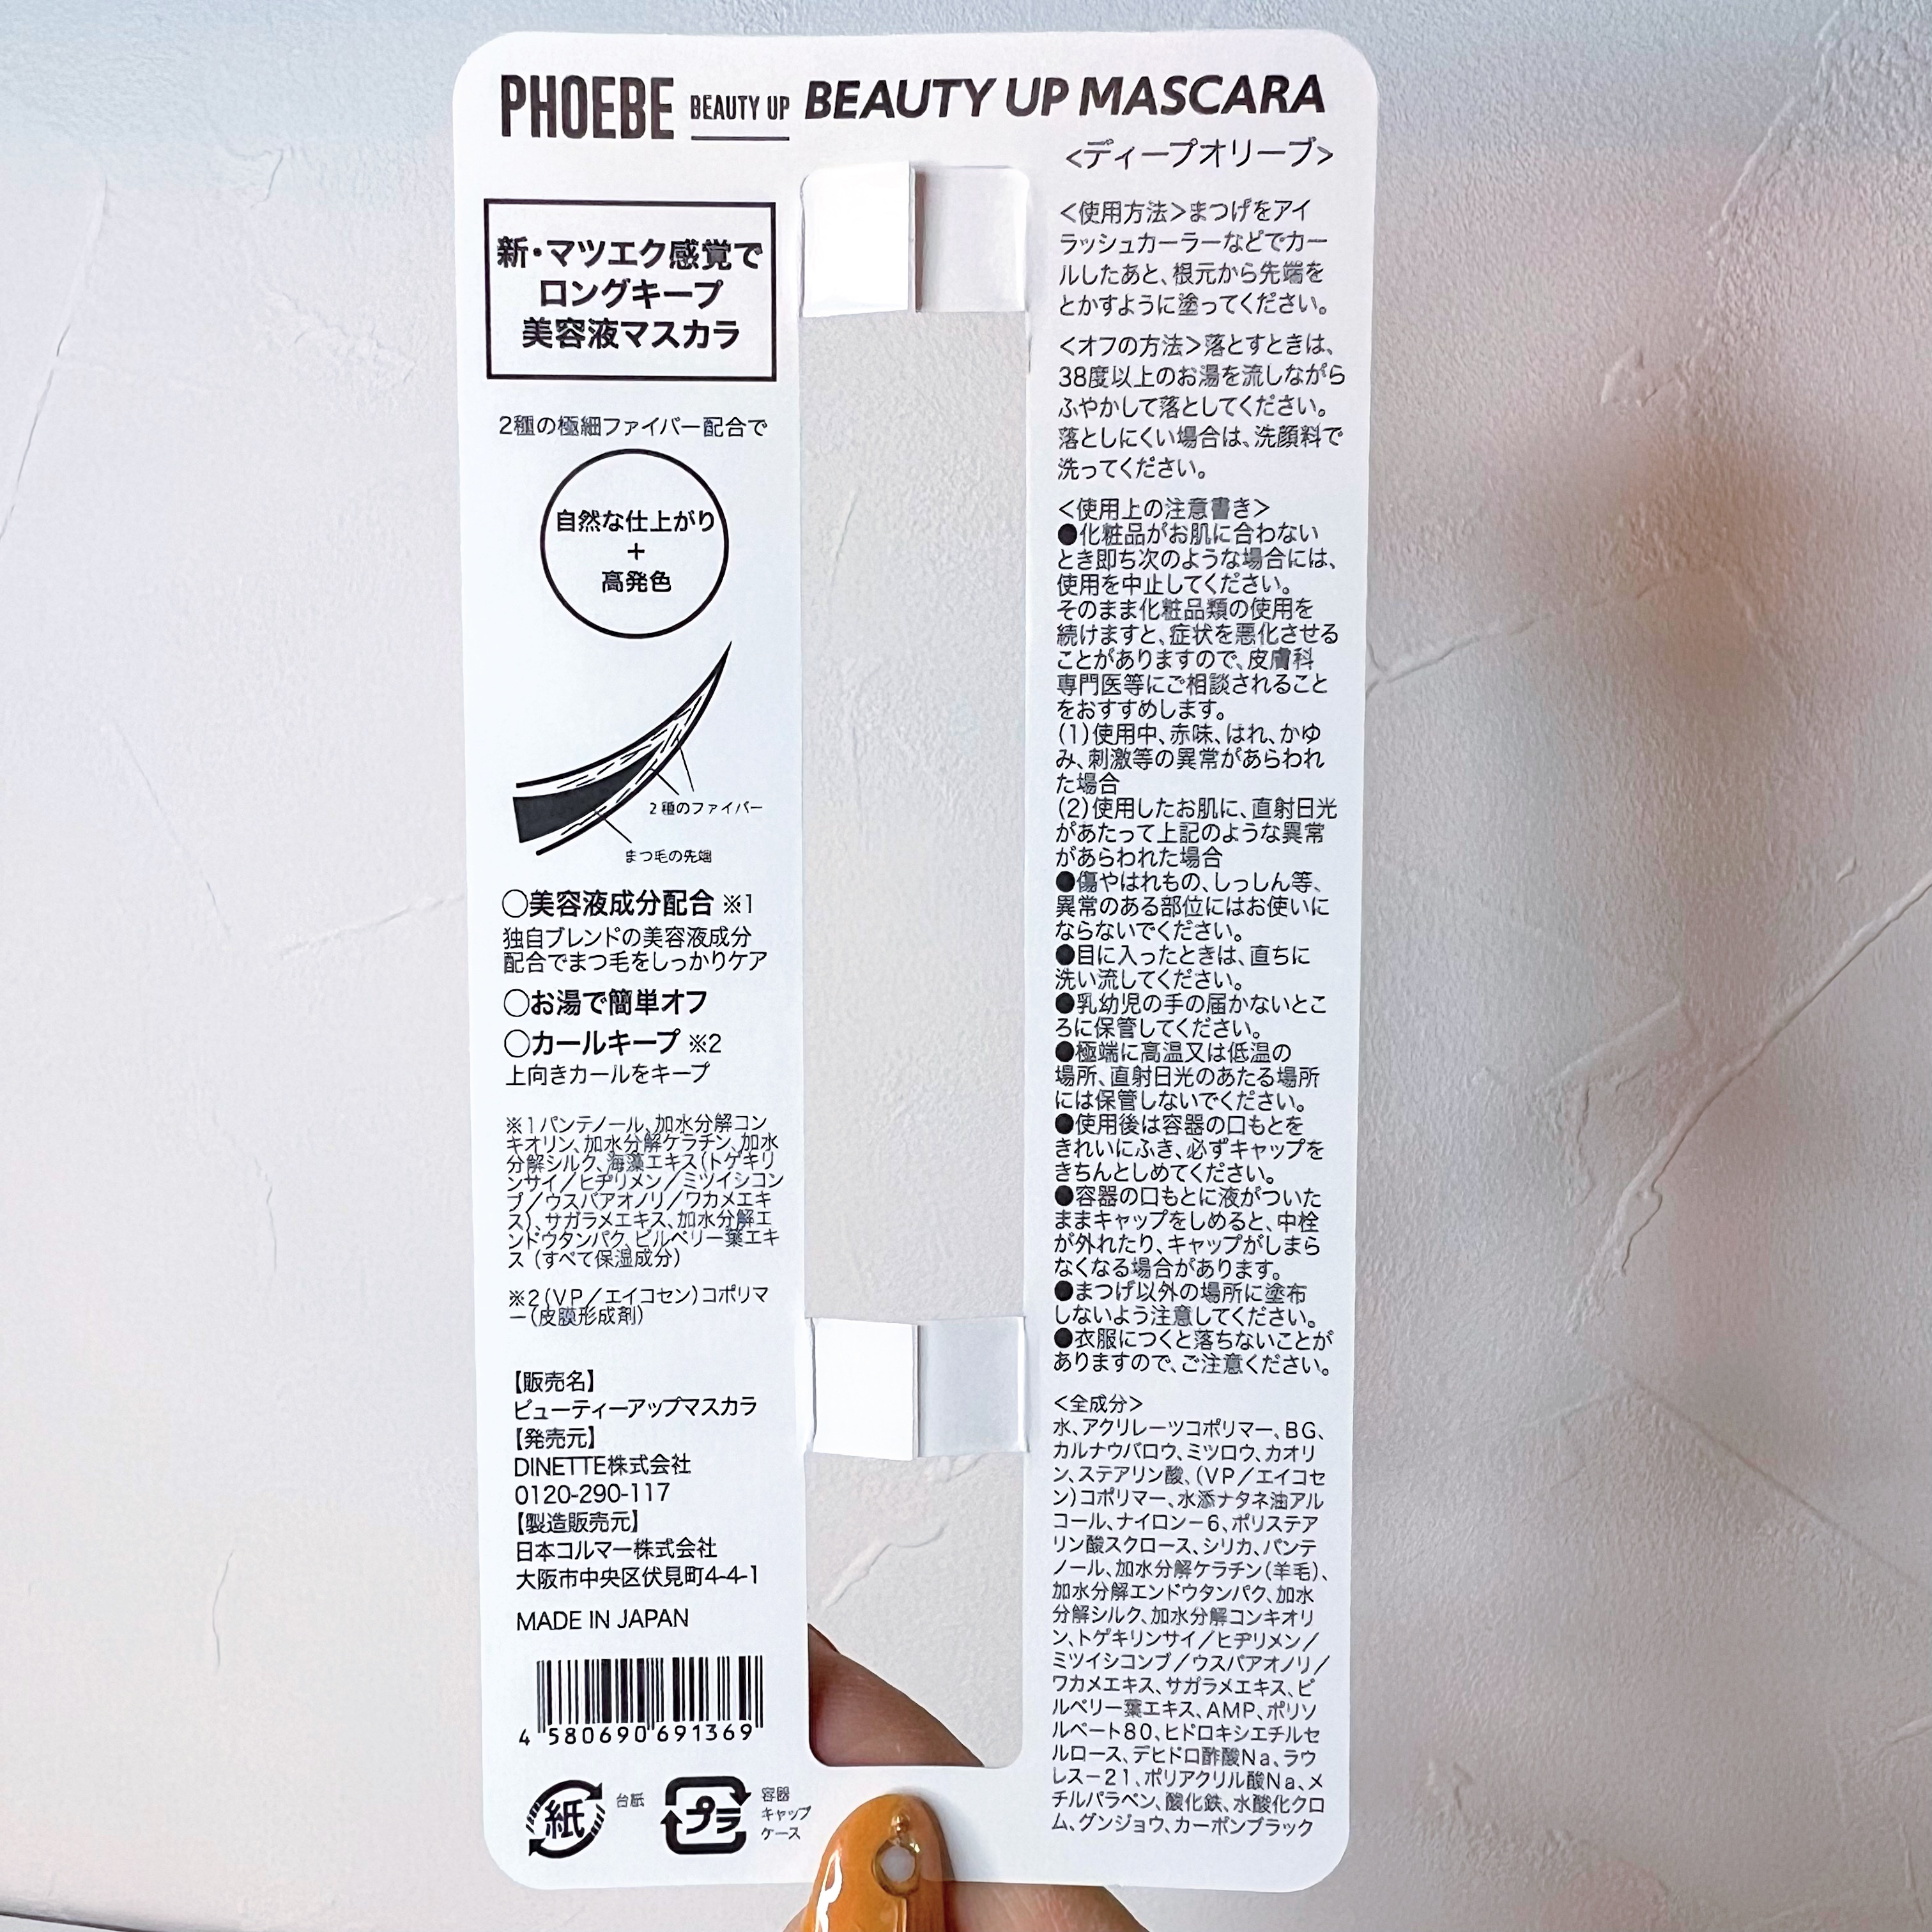 PHOEBE BEAUTY UP BEAUTY UP MASCARA
<ディープオリーブ>
新・マツエク感覚で
ロングキープ
美容液マスカラ
2種の極細ファイバー配合で
自然な仕上がり
+
高発色
2種のファイバー
まつ毛の先端
○美容液成分配合 ※1
独自ブレンドの美容液成分
配合でまつ毛をしっかりケア
○お湯で簡単オフ
○カールキープ ※2
上向きカールをキープ
※1パンテノール、加水分解コン
キオリン、加水分解ケラチン、加水
分解シルク、海藻エキス(トゲキリ
ンサイ/ヒヂリメン/ミツイシコン
ブ/ウスバアオノリ/ワカメエキ
ス)、サガラメエキス、加水分解エ
ンドウタンパク、ビルベリー葉エキ
ス (すべて保湿成分)
※2(VP/エイコセン)コポリマ
ー(皮膜形成剤)
【販売名】
ビューティーアップマスカラ
【発売元】
DINETTE株式会社
0120-290-117
【製造販売元】
日本コルマー株式会社
大阪市中央区伏見町4-4-1
MADE IN JAPAN
4 580690 691369
紙
台紙
プラ
容器
キャップ
ケース
<使用方法>まつげをアイ
ラッシュカーラーなどでカー
ルしたあと、根元から先端を
とかすように塗ってください。
<オフの方法>落とすときは、
38度以上のお湯を流しながら
ふやかして落としてください。
落としにくい場合は、洗顔料で
洗ってください。
<使用上の注意書き>
●化粧品がお肌に合わない
とき即ち次のような場合には、
使用を中止してください。
そのまま化粧品類の使用を
続けますと、症状を悪化させる
ことがありますので、皮膚科
専門医等にご相談されること
をおすすめします。
(1)使用中、赤味、はれ、かゆ
み、刺激等の異常があらわれ
た場合
(2)使用したお肌に、直射日光
があたって上記のような異常
があらわれた場合
●傷やはれもの、しっしん等、
異常のある部位にはお使いに
ならないでください。
●目に入ったときは、直ちに
洗い流してください。
●乳幼児の手の届かないとこ
ろに保管してください。
●極端に高温又は低温の
場所、直射日光のあたる場所
には保管しないでください。
●使用後は容器の口もとを
きれいにふき、必ずキャップを
きちんとしめてください。
●容器の口もとに液がついた
ままキャップをしめると、中栓
が外れたり、キャップがしまら
なくなる場合があります。
●まつげ以外の場所に塗布
しないよう注意してください。
●衣服につくと落ちないことが
ありますので、ご注意ください。
<全成分>
水、アクリレーツコポリマー、BG、
カルナウバロウ、ミツロウ、カオリ
ン、ステアリン酸、(VP/エイコセ
ン)コポリマー、水添ナタネ油アル
コール、ナイロン-6、ポリステア
リン酸スクロース、シリカ、パンテ
ノール、加水分解ケラチン(羊毛)、
加水分解エンドウタンパク、加水
分解シルク、加水分解コンキオリ
ン、トゲキリンサイ/ヒヂリメン/
ミツイシコンブ/ウスバアオノリ/
ワカメエキス、サガラメエキス、ビ
ルベリー葉エキス、AMP、ポリソ
ルベート80、ヒドロキシエチルセ
ルロース、デヒドロ酢酸Na、ラウ
レス-21、ポリアクリル酸Na、メ
チルパラベン、酸化鉄、水酸化クロ
ム、グンジョウ、カーボンブラック